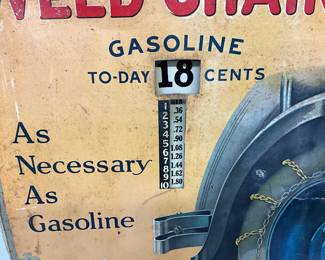 WEED CHAIN
GASOLINE
TO-DAY 18 CENTS
1 .18
2 .36
3 .54
4 .72
5 .90
6 1.08
7 1.26
8 1.44
9 1.62
10 1.80
As
Necessary
As
Gasoline